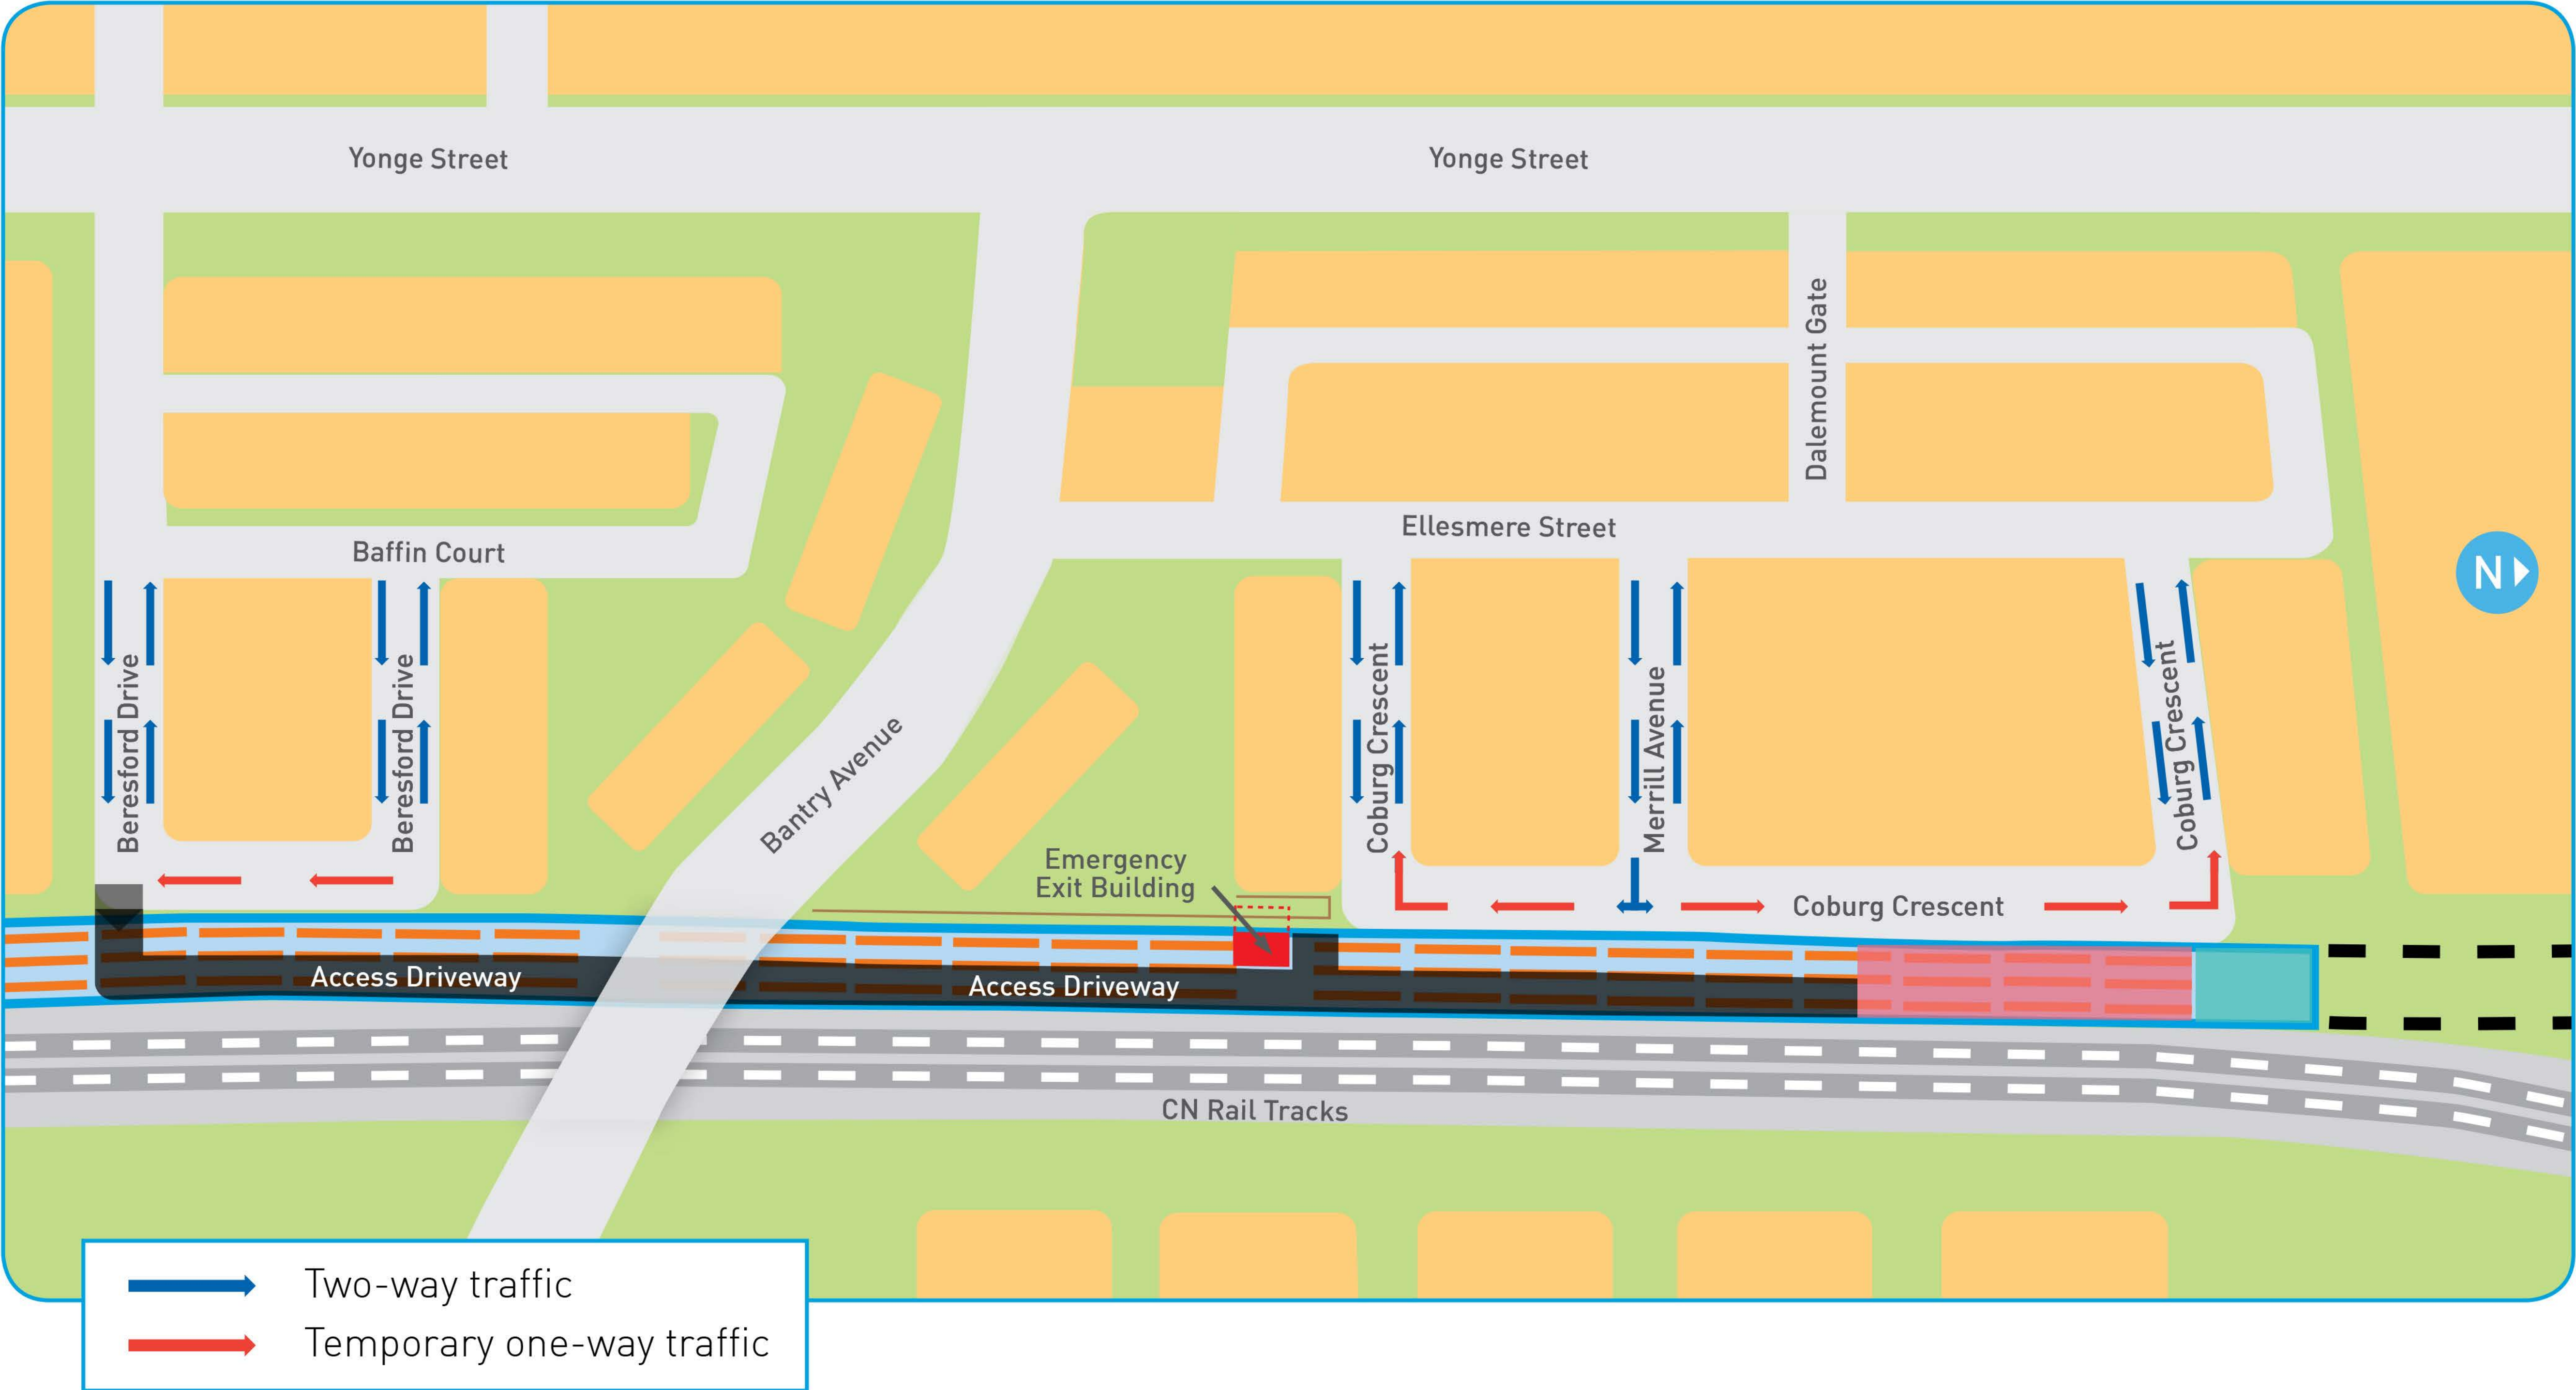 Yonge Street
Yonge Street
Dalemount Gate
Ellesmere Street
Baffin Court
N
Beresford Drive
Beresford Drive
Bantry Avenue
Coburg Crescent
Merrill Avenue
Coburg Crescent
Emergency
Exit Building
Coburg Crescent
Access Driveway
Access Driveway
CN Rail Tracks
Two-way traffic
Temporary one-way traffic